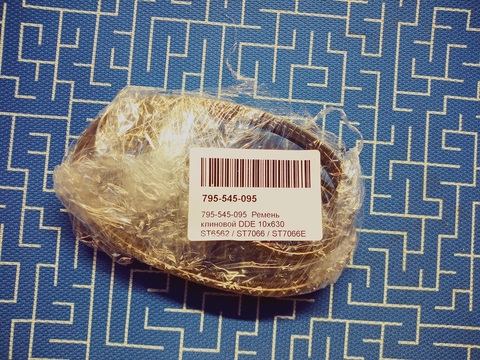 795-545-095
795-545-095 Ремень
клиновой DDE 10x630
ST6562 / ST7066 / ST7066E